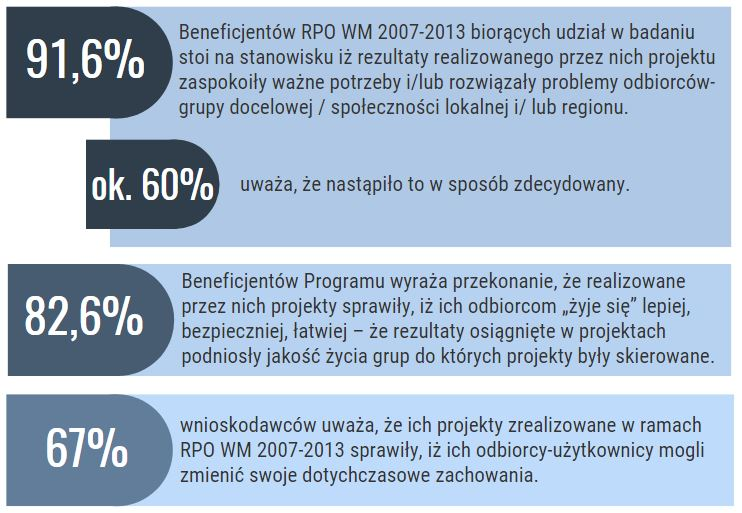 91,6%
Beneficjentów RPO WM 2007-2013 biorących udział w badaniu
stoi na stanowisku iż rezultaty realizowanego przez nich projektu
zaspokoiły ważne potrzeby i/lub rozwiązały problemy odbiorców-
grupy docelowej / społeczności lokalnej i/ lub regionu.
ok. 60%
uważa, że nastąpiło to w sposób zdecydowany.
82,6%
Beneficjentów Programu wyraża przekonanie, że realizowane
przez nich projekty sprawiły, iż ich odbiorcom „żyje się” lepiej,
bezpieczniej, łatwiej – że rezultaty osiągnięte w projektach
podniosły jakość życia grup do których projekty były skierowane.
67%
wnioskodawców uważa, że ich projekty zrealizowane w ramach
RPO WM 2007-2013 sprawiły, iż ich odbiorcy-użytkownicy mogli
zmienić swoje dotychczasowe zachowania.